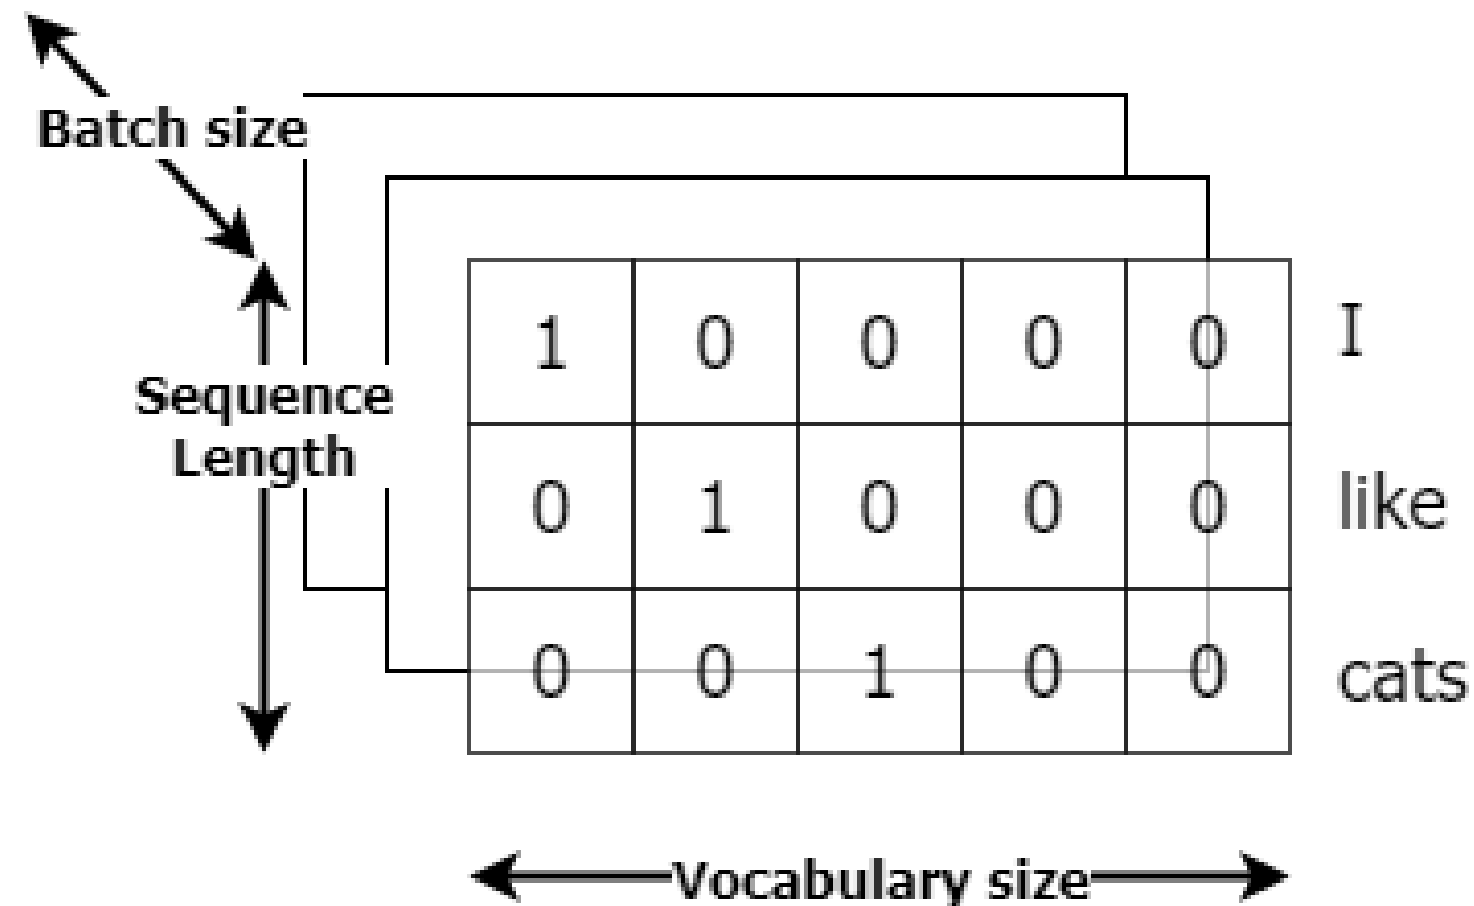 Batch size
Sequence
Length
1 0 0 0 0 I
0 1 0 0 0 like
0 0 1 0 0 cats
Vocabulary size